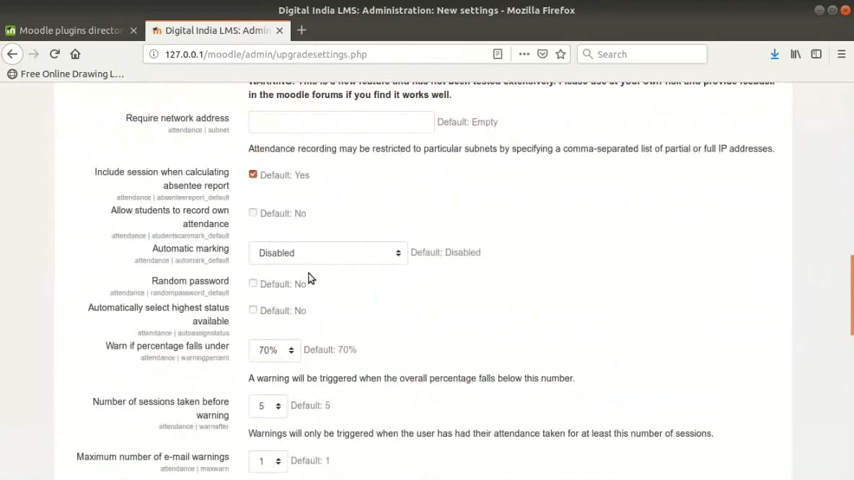 Digital India LMS: Administration: New settings - Mozilla Firefox
Moodle plugins director
Digital India LMS: Admini
127.0.0.1/moodle/admin/upgradesettings.php
Search
Free Online Drawing L...
in the moodle forums if you find it works well.
Require network address
attendance | subnet
Default: Empty
Attendance recording may be restricted to particular subnets by specifying a comma-separated list of partial or full IP addresses.
Include session when calculating
absentee report
attendance | absenteereport_default
Default: Yes
Allow students to record own
attendance
attendance | studentscanmark_default
Default: No
Automatic marking
attendance | automark_default
Disabled
Default: Disabled
Random password
attendance | randompassword_default
Default: No
Automatically select highest status
available
attendance | autoassignstatus
Default: No
Warn if percentage falls under
attendance | warningpercent
70%
Default: 70%
A warning will be triggered when the overall percentage falls below this number.
Number of sessions taken before
warning
attendance | warnafter
5
Default: 5
Warnings will only be triggered when the user has had their attendance taken for at least this number of sessions.
Maximum number of e-mail warnings
attendance | maxwarn
1
Default: 1